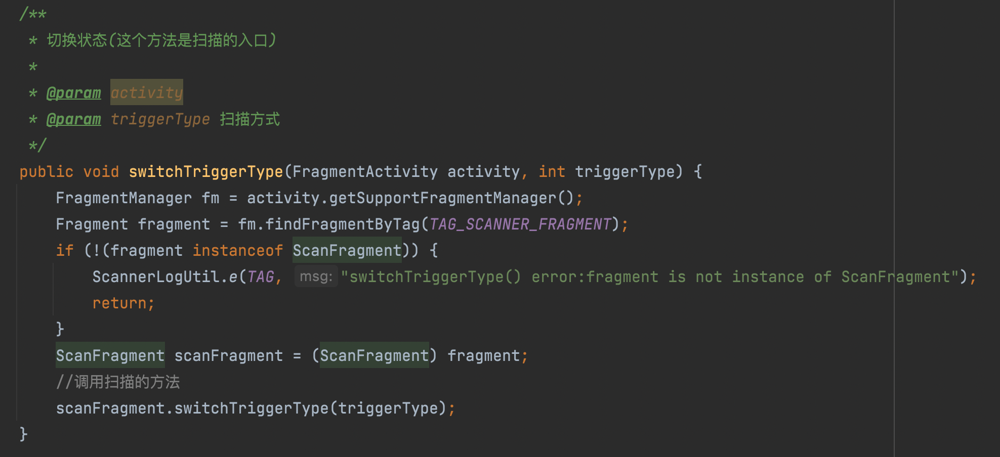 /**
 * 切换状态(这个方法是扫描的入口)
 *
 * @param activity
 * @param triggerType 扫描方式
 */
public void switchTriggerType(FragmentActivity activity, int triggerType) {
    FragmentManager fm = activity.getSupportFragmentManager();
    Fragment fragment = fm.findFragmentByTag(TAG_SCANNER_FRAGMENT);
    if (!(fragment instanceof ScanFragment)) {
        ScannerLogUtil.e(TAG, msg: "switchTriggerType() error:fragment is not instance of ScanFragment");
        return;
    }
    ScanFragment scanFragment = (ScanFragment) fragment;
    //调用扫描的方法
    scanFragment.switchTriggerType(triggerType);
}